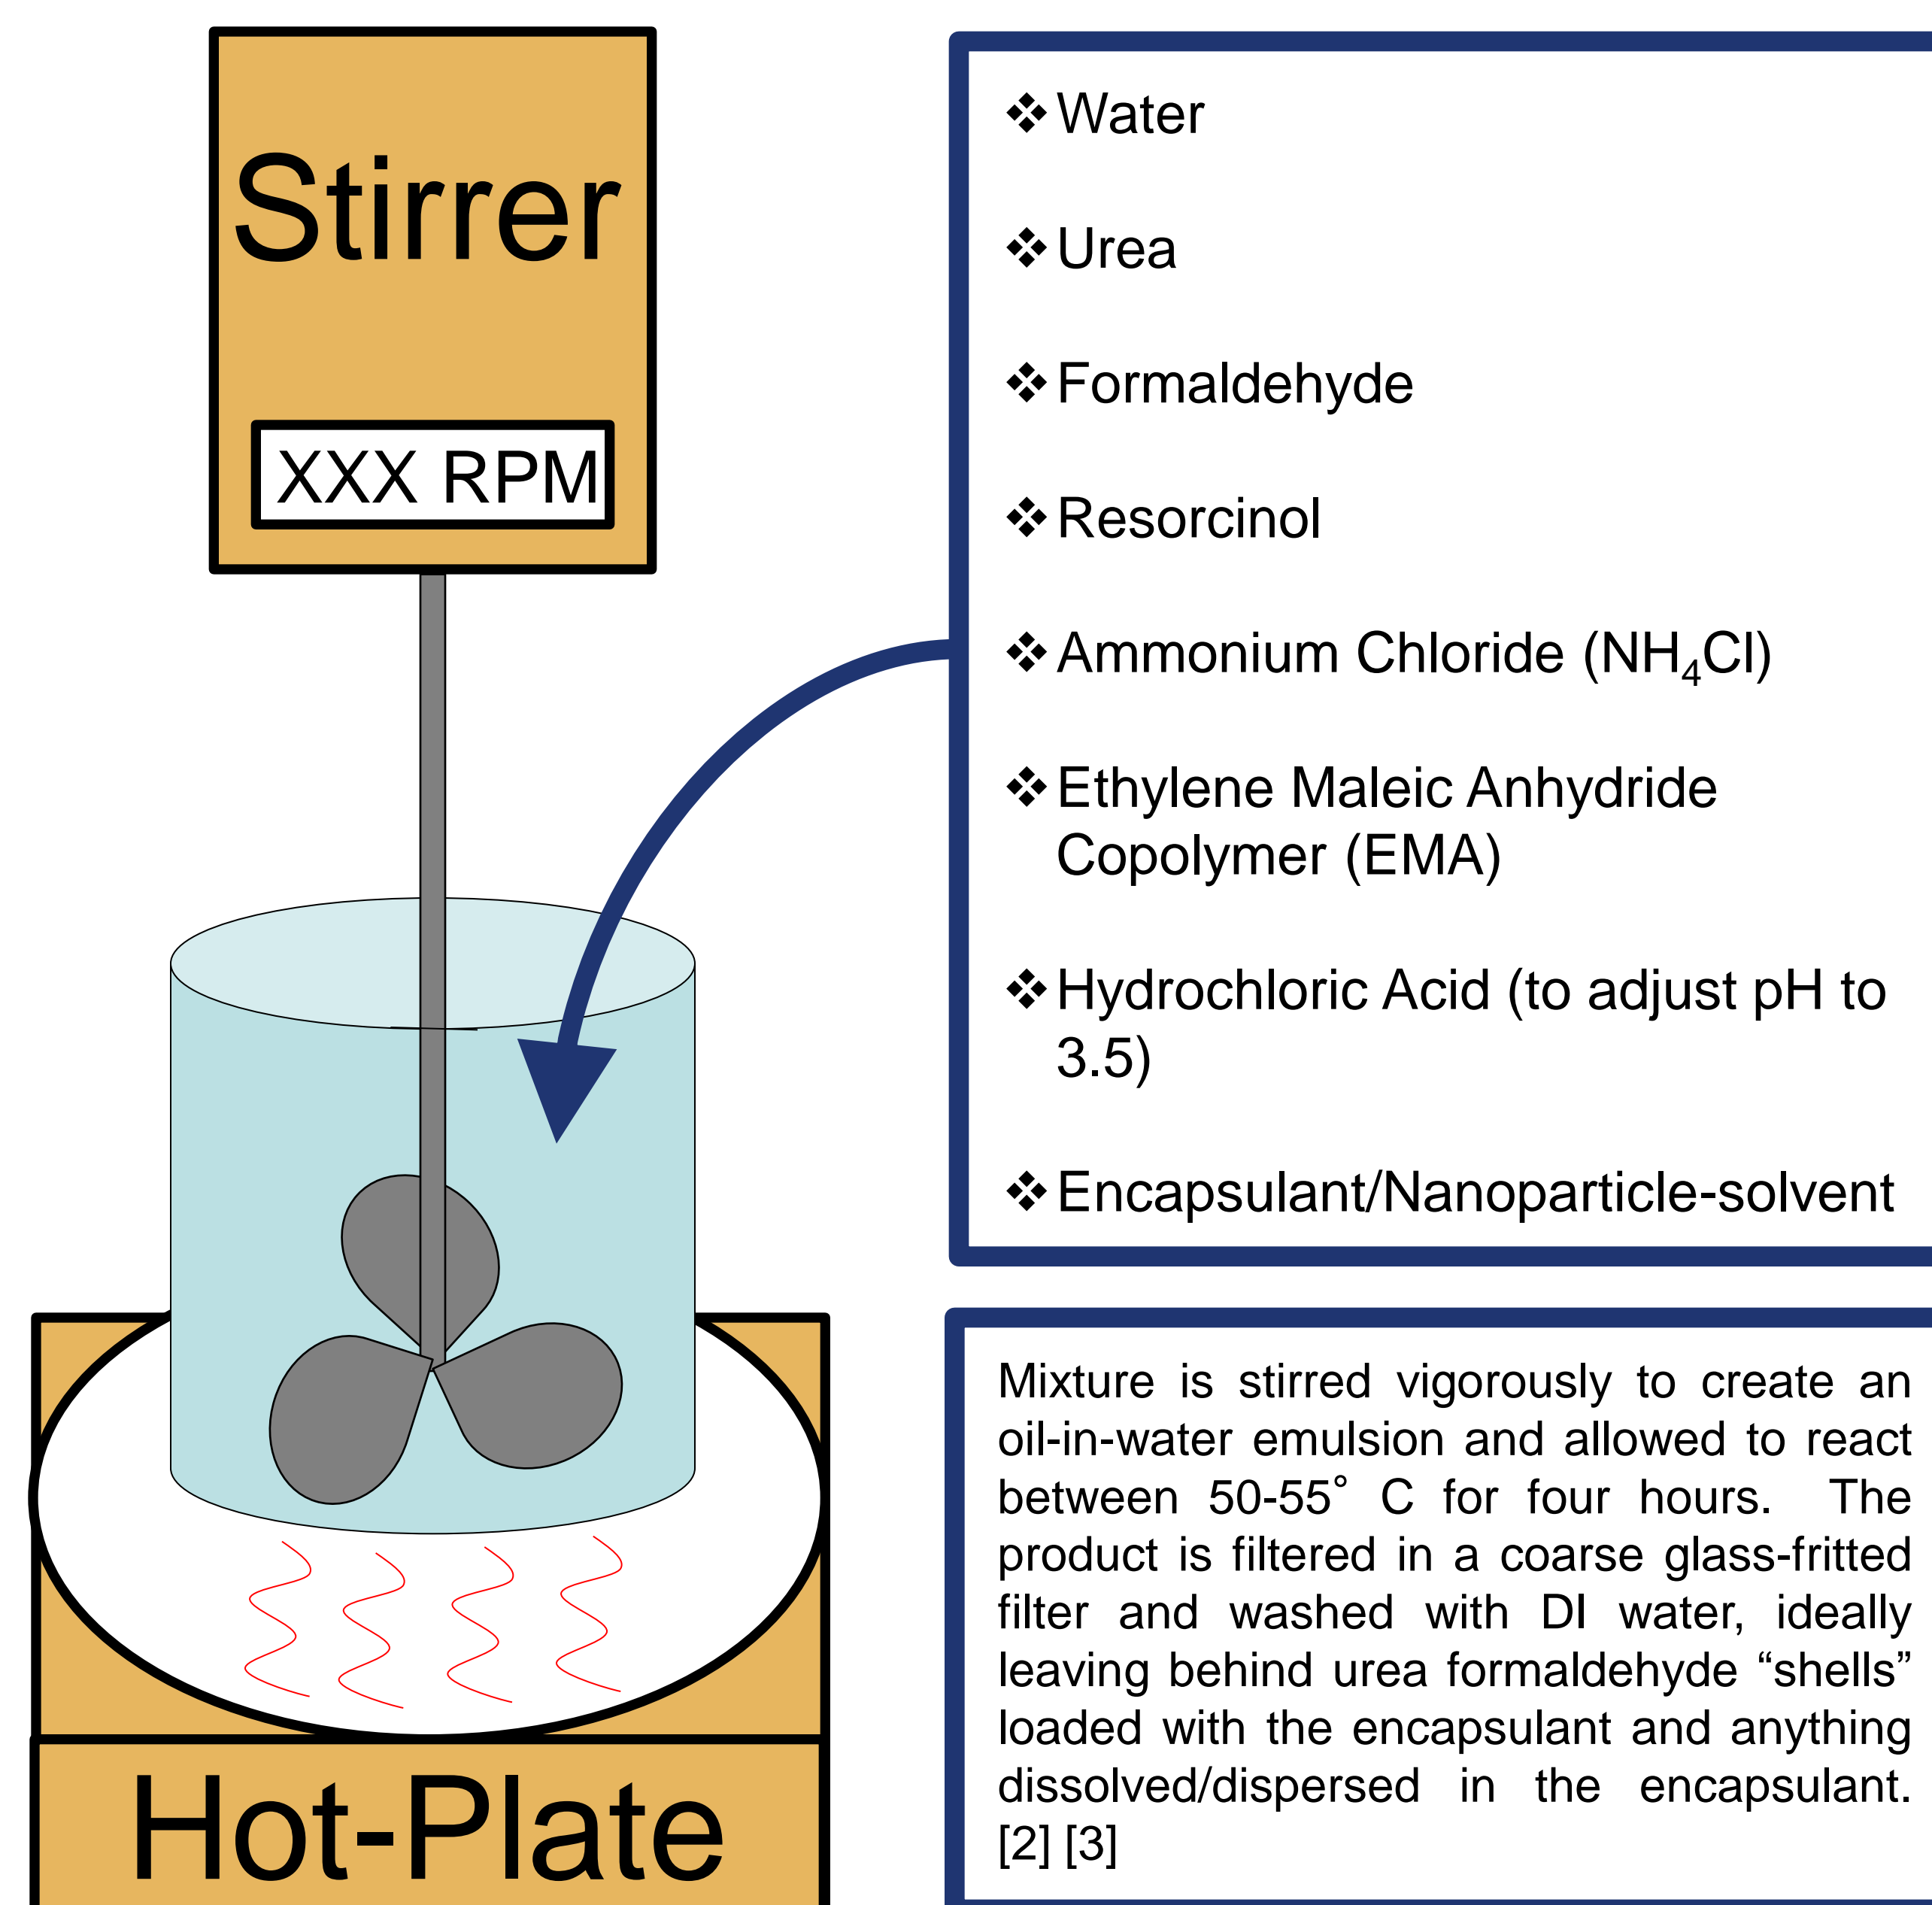 Stirrer
XXX RPM
❖ Water
❖ Urea
❖ Formaldehyde
❖ Resorcinol
❖ Ammonium Chloride (NH₄Cl)
❖ Ethylene Maleic Anhydride
Copolymer (EMA)
❖ Hydrochloric Acid (to adjust pH to
3.5)
❖ Encapsulant/Nanoparticle-solvent
Hot-Plate
Mixture is stirred vigorously to create an
oil-in-water emulsion and allowed to react
between 50-55° C for four hours. The
product is filtered in a coarse glass-fritted
filter and washed with DI water, ideally
leaving behind urea formaldehyde “shells”
loaded with the encapsulant and anything
dissolved/dispersed in the encapsulant.
[2] [3]